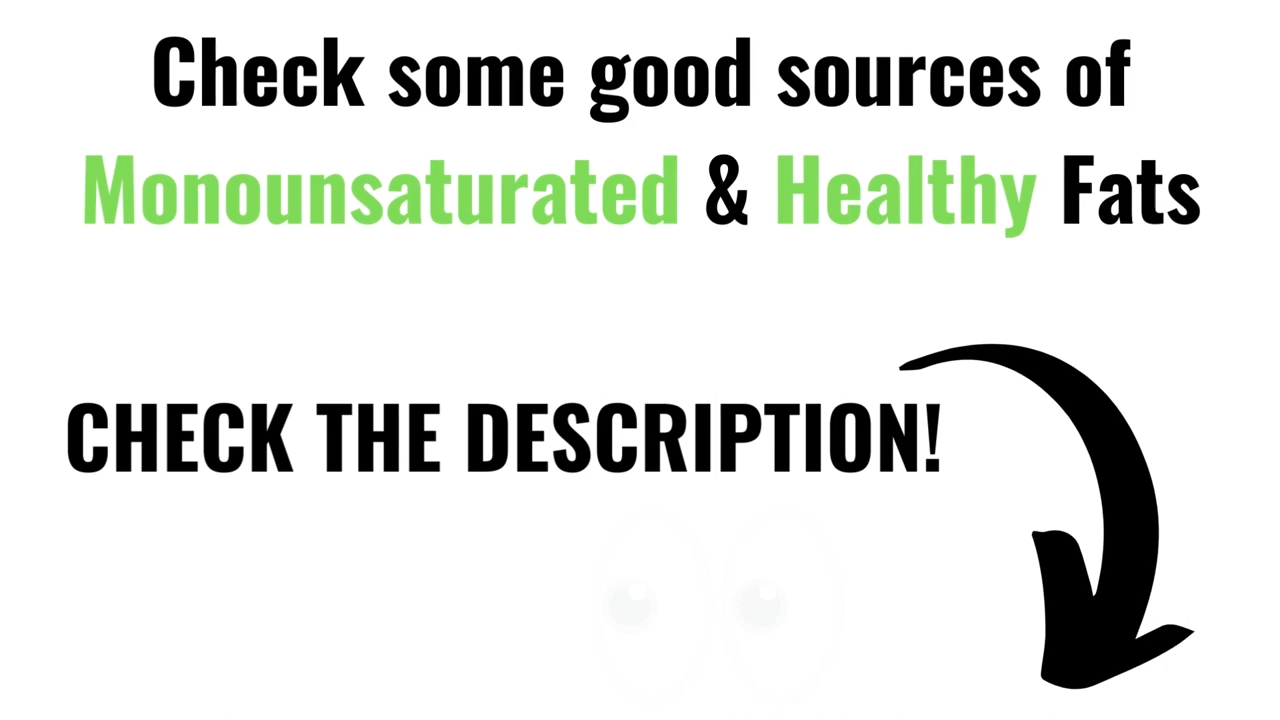 Check some good sources of
Monounsaturated & Healthy Fats
CHECK THE DESCRIPTION!